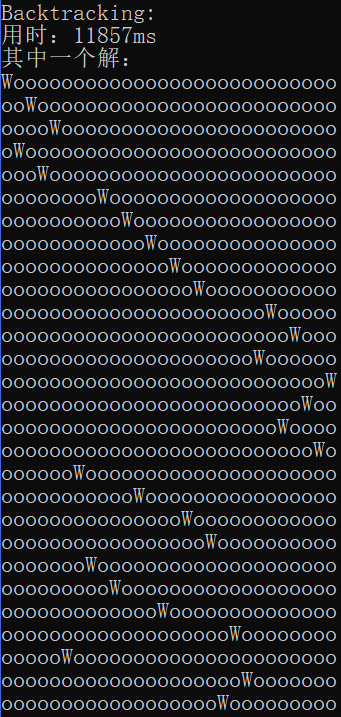 Backtracking:
用时: 11857ms
其中一个解:
Wooooooooooooooooooooooooooo
ooWooooooooooooooooooooooooo
ooooWooooooooooooooooooooooo
oWoooooooooooooooooooooooooo
oooWoooooooooooooooooooooooo
ooooooooWooooooooooooooooooo
ooooooooooWooooooooooooooooo
ooooooooooooWooooooooooooooo
ooooooooooooooWooooooooooooo
ooooooooooooooooWooooooooooo
ooooooooooooooooooooooWooooo
ooooooooooooooooooooooooWooo
oooooooooooooooooooooWoooooo
oooooooooooooooooooooooooooW
oooooooooooooooooooooooooWoo
oooooooooooooooooooooooWoooo
ooooooooooooooooooooooooooWo
ooooooWooooooooooooooooooooo
oooooooooooWoooooooooooooooo
oooooooooooooooWoooooooooooo
oooooooooooooooooWoooooooooo
oooooooWoooooooooooooooooooo
oooooooooWoooooooooooooooooo
oooooooooooooWoooooooooooooo
oooooooooooooooooooWoooooooo
oooooWoooooooooooooooooooooo
ooooooooooooooooooooWooooooo
ooooooooooooooooooWooooooooo